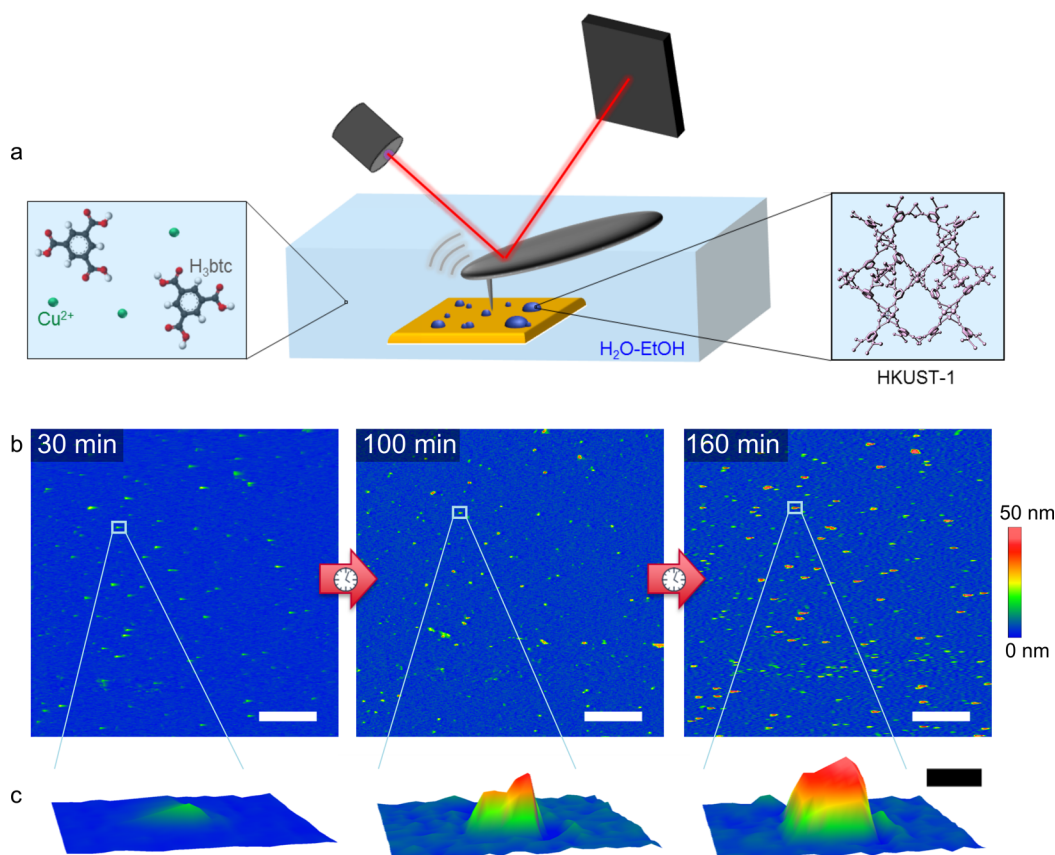 a
H₃btc
Cu²⁺
H₂O-EtOH
HKUST-1
b
30 min
100 min
160 min
50 nm
0 nm
c